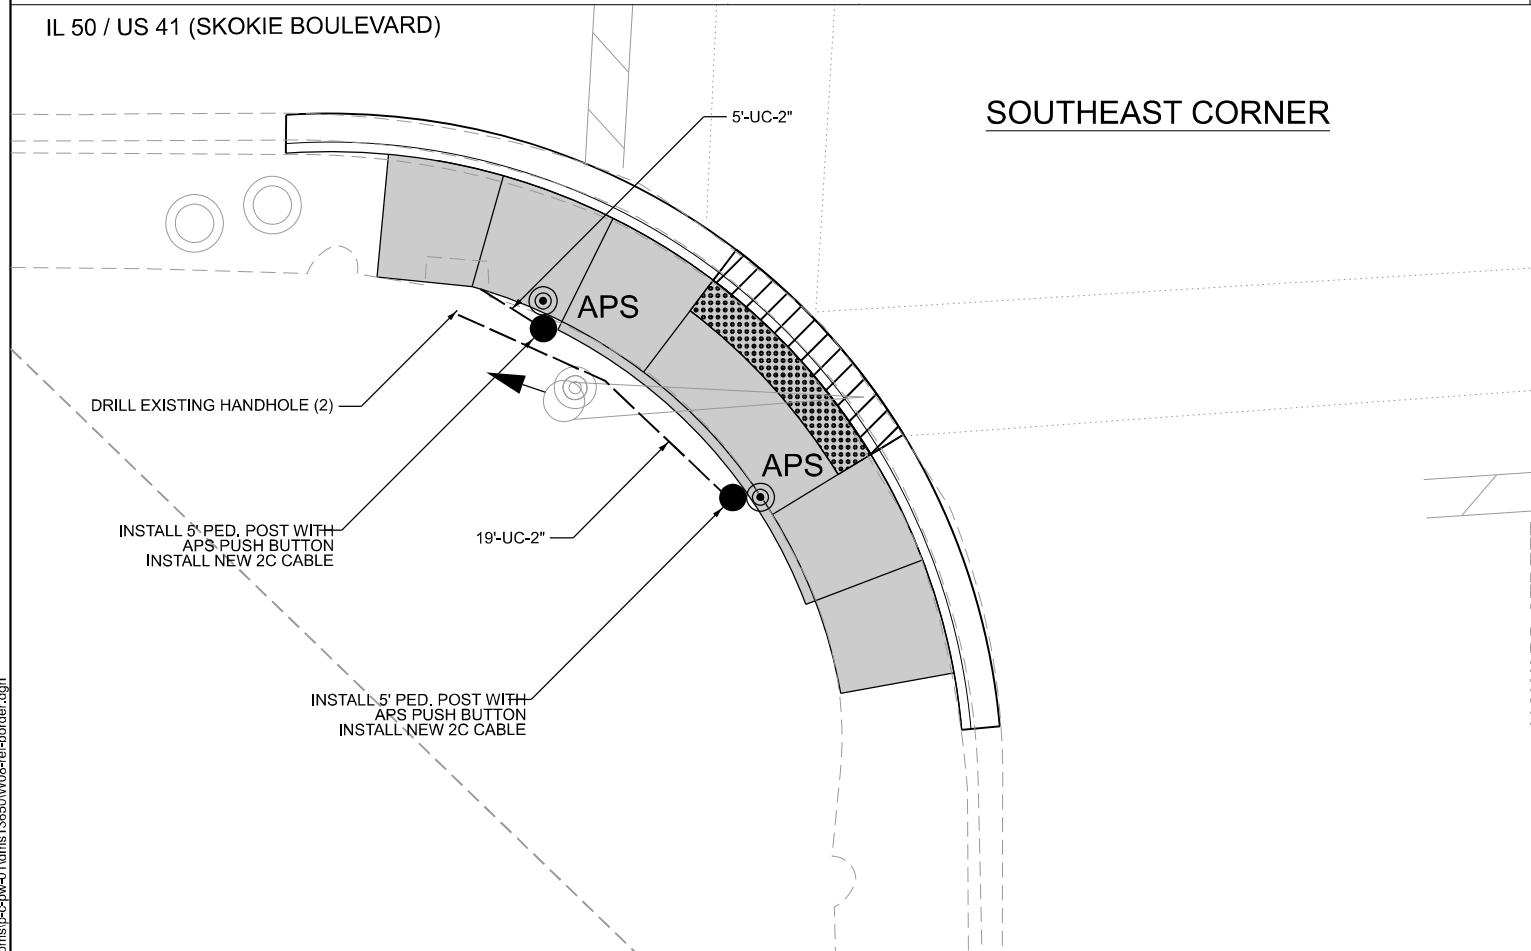 IL 50 / US 41 (SKOKIE BOULEVARD)
SOUTHEAST CORNER
5'-UC-2"
APS
DRILL EXISTING HANDHOLE (2)
APS
INSTALL 5' PED. POST WITH
APS PUSH BUTTON
INSTALL NEW 2C CABLE
19'-UC-2"
INSTALL 5' PED. POST WITH
APS PUSH BUTTON
INSTALL NEW 2C CABLE